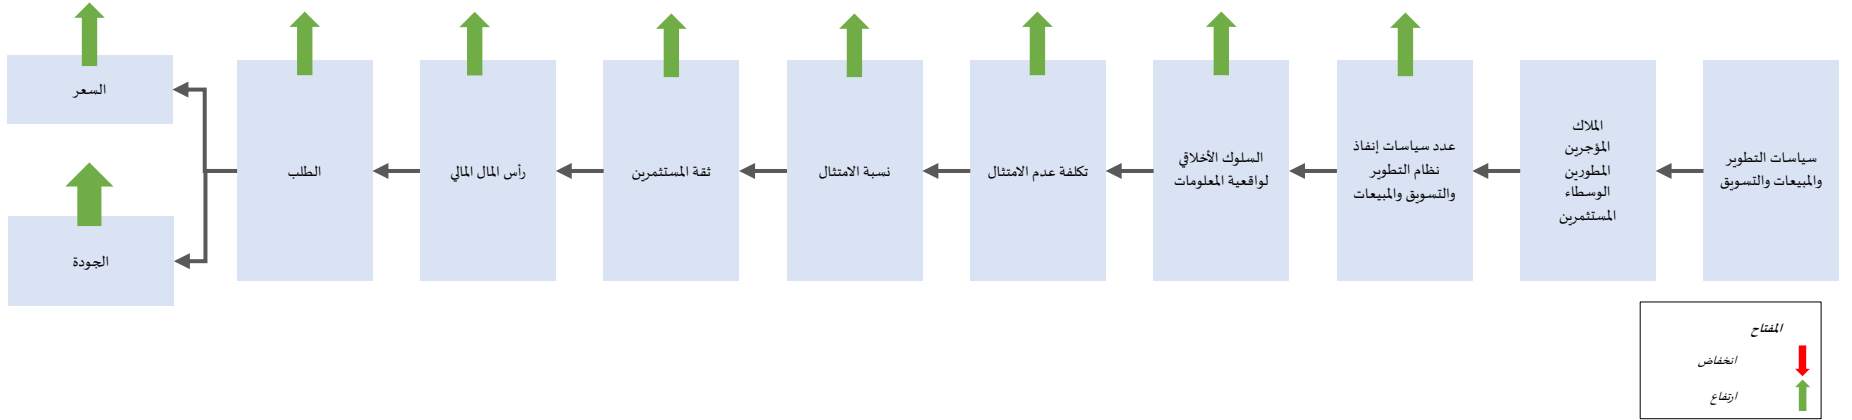 سياسات التطوير
والمبيعات والتسويق
الملاك
المؤجرين
المطورين
الوسطاء
المستثمرين
عدد سياسات إنفاذ
نظام التطوير
والتسويق والمبيعات
السلوك الأخلاقي
لواقعية المعلومات
تكلفة عدم الامتثال
نسبة الامتثال
ثقة المستثمرين
رأس المال المالي
الطلب
السعر
الجودة
المفتاح
انخفاض
ارتفاع